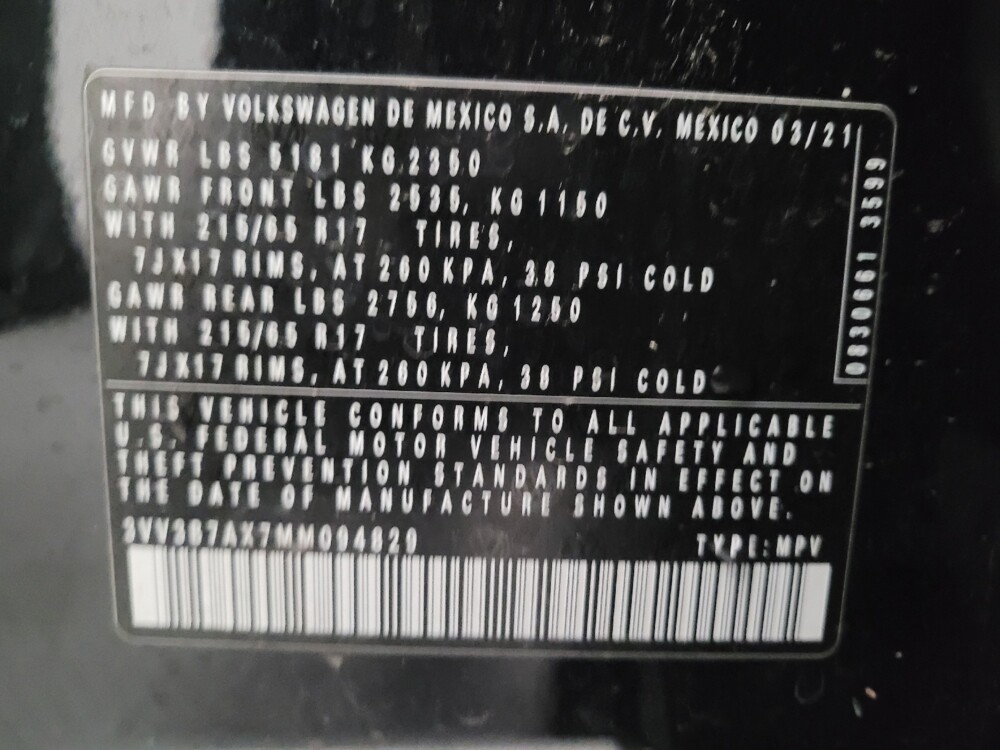 MFD BY VOLKSWAGEN DE MEXICO S.A. DE C.V. MEXICO 03/21
GVWR LBS 5181 KG 2350
GAWR FRONT LBS 2535, KG 1150
WITH 215/65 R17 TIRES,
7JX17 RIMS, AT 260 KPA, 38 PSI COLD
GAWR REAR LBS 2756, KG 1250
WITH 215/65 R17 TIRES,
7JX17 RIMS, AT 260 KPA, 38 PSI COLD
0830661 3599
THIS VEHICLE CONFORMS TO ALL APPLICABLE
U.S. FEDERAL MOTOR VEHICLE SAFETY AND
THEFT PREVENTION STANDARDS IN EFFECT ON
THE DATE OF MANUFACTURE SHOWN ABOVE.
3VV3B7AX7MM094829 TYPE: MPV